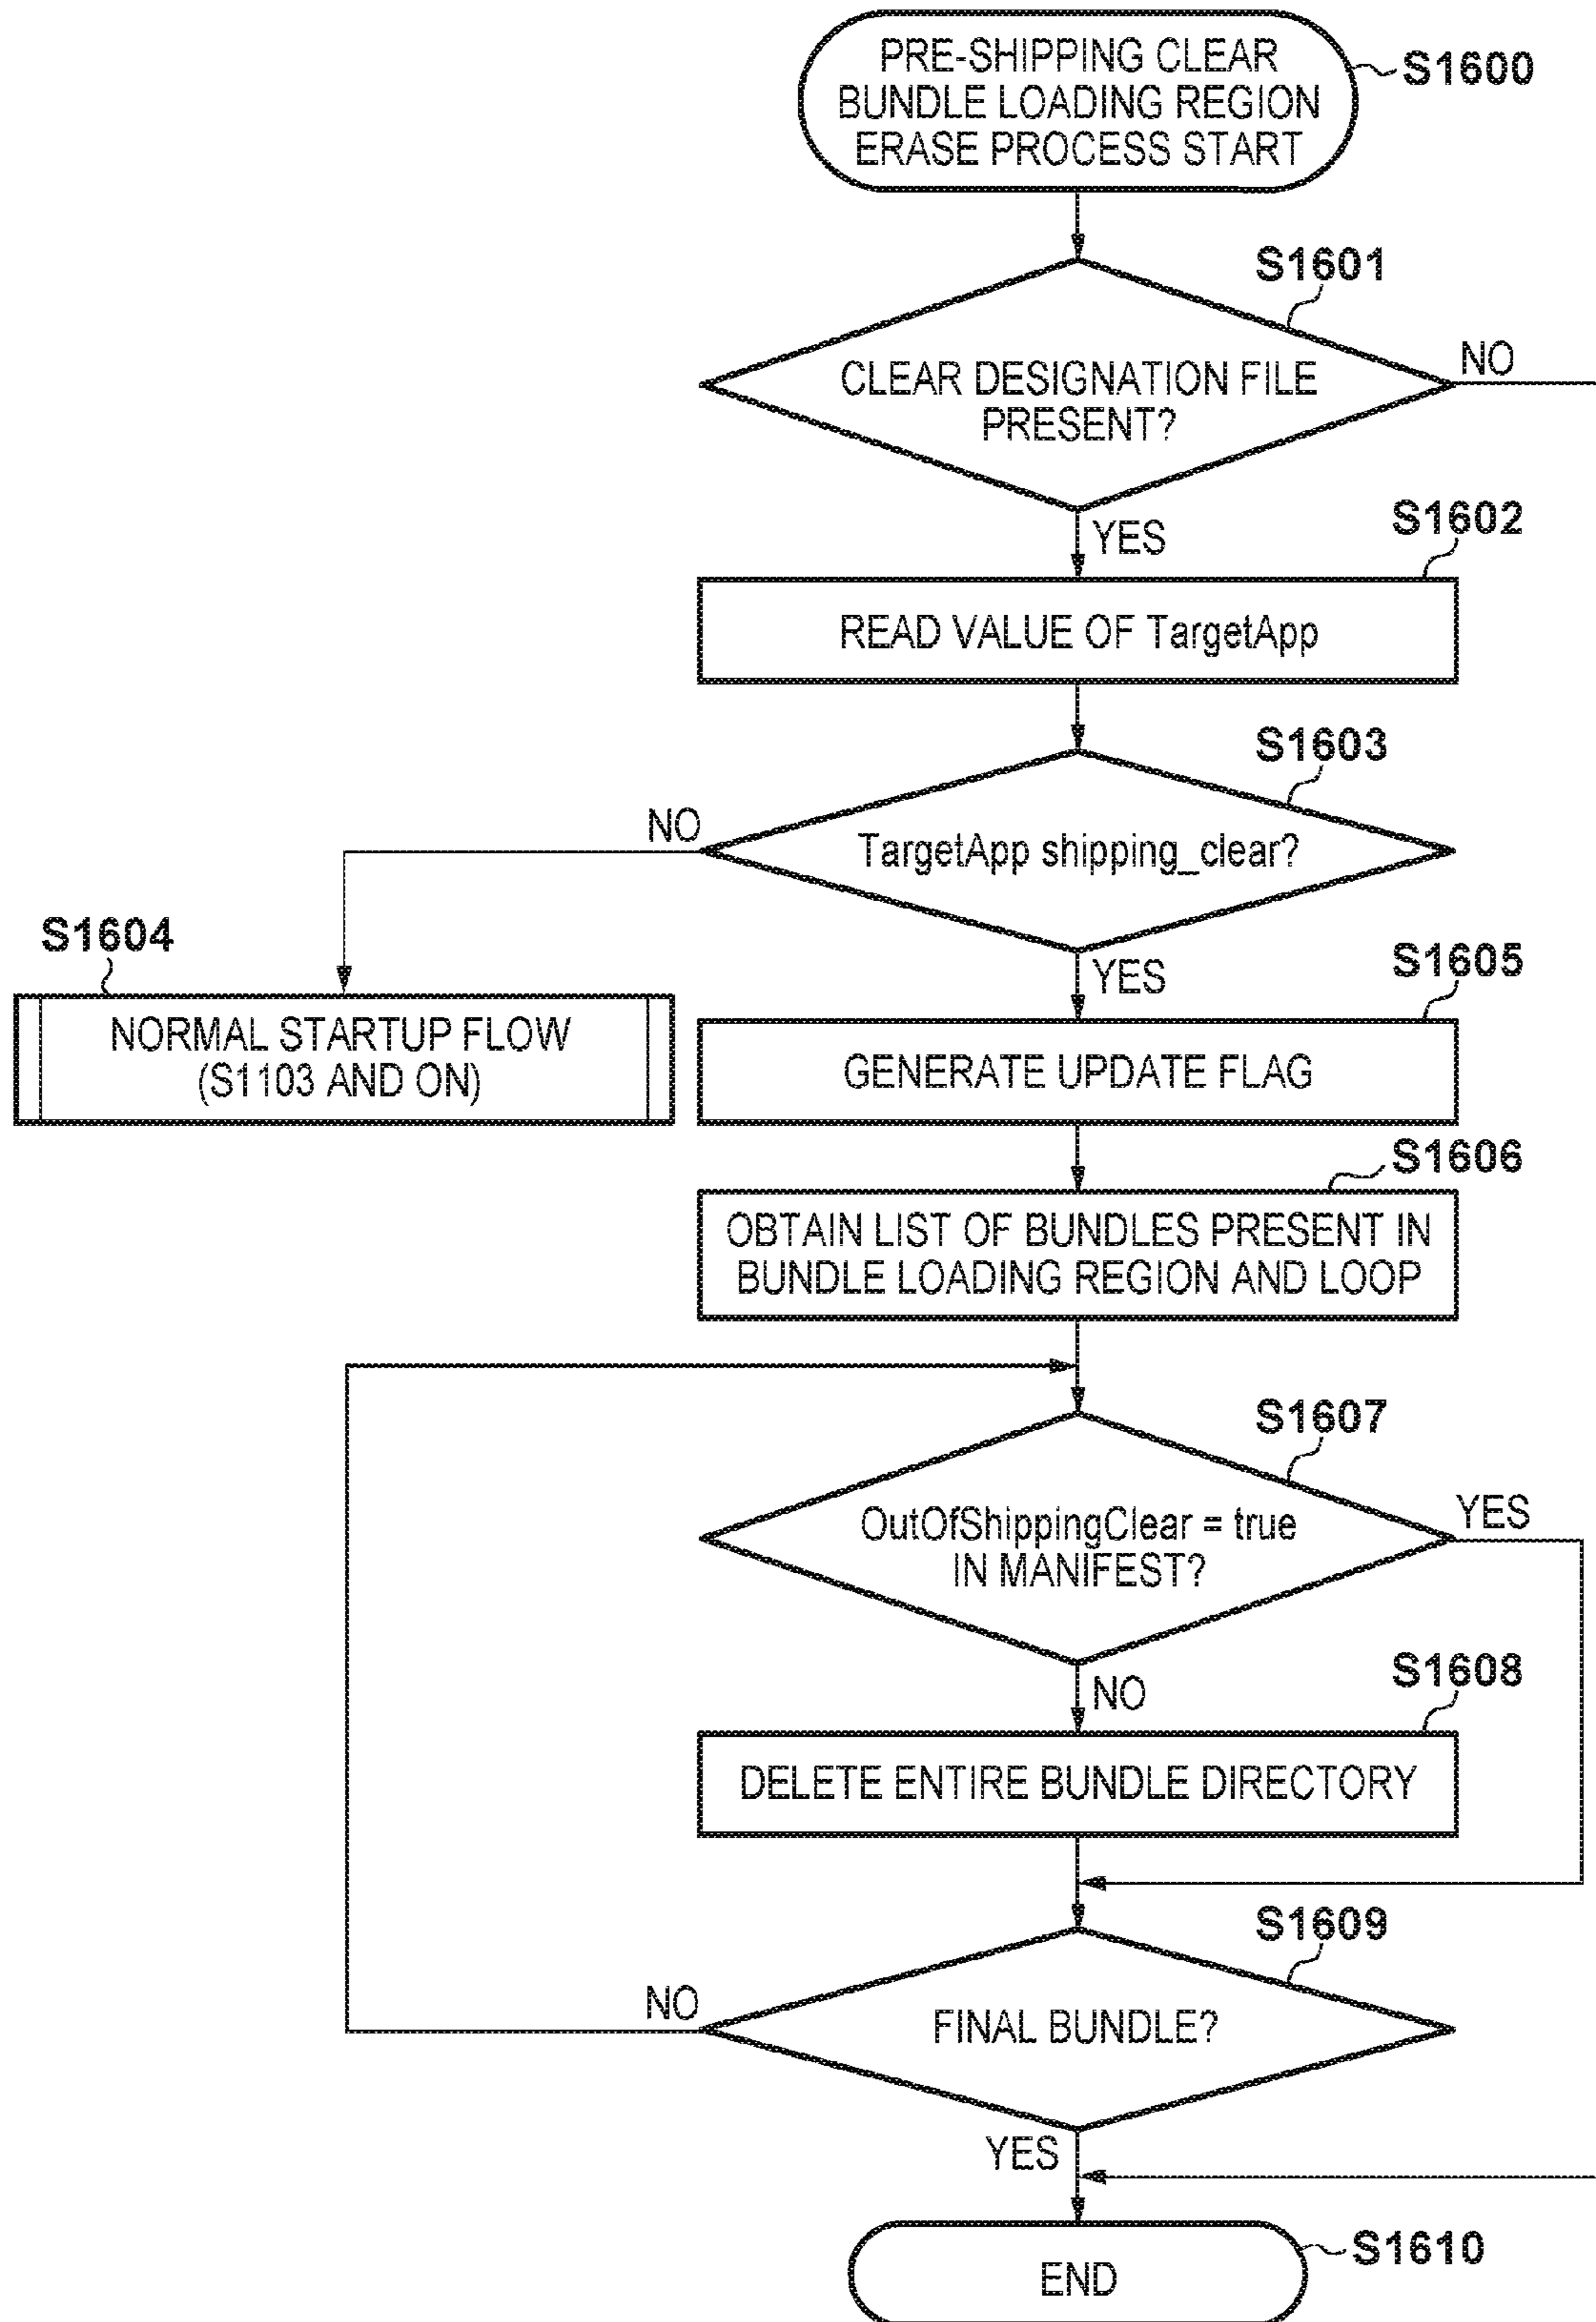 PRE-SHIPPING CLEAR
BUNDLE LOADING REGION
ERASE PROCESS START
S1600
S1601
CLEAR DESIGNATION FILE
PRESENT?
NO
YES
S1602
READ VALUE OF TargetApp
S1603
TargetApp shipping_clear?
NO
YES
S1604
NORMAL STARTUP FLOW
(S1103 AND ON)
S1605
GENERATE UPDATE FLAG
S1606
OBTAIN LIST OF BUNDLES PRESENT IN
BUNDLE LOADING REGION AND LOOP
S1607
OutOfShippingClear = true
IN MANIFEST?
YES
NO
S1608
DELETE ENTIRE BUNDLE DIRECTORY
S1609
FINAL BUNDLE?
NO
YES
S1610
END